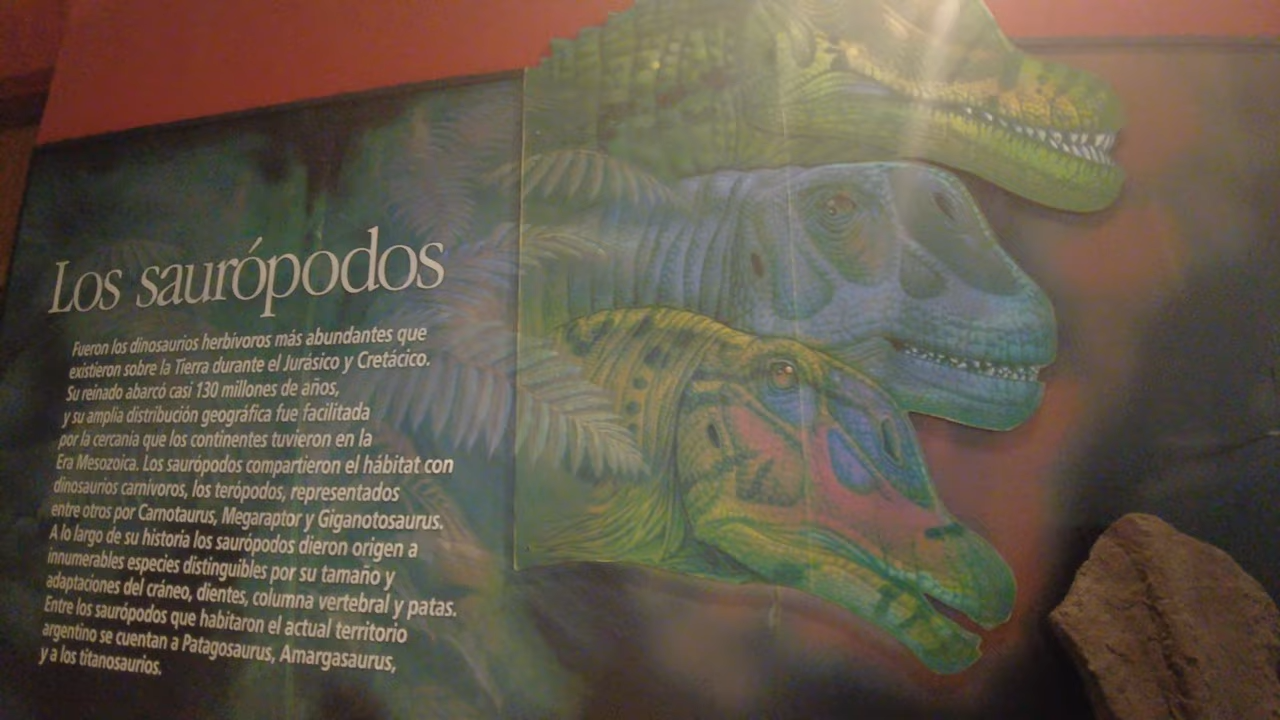 Los saurópodos
Fueron los dinosaurios herbívoros más abundantes que
existieron sobre la Tierra durante el Jurásico y Cretácico.
Su reinado abarcó casi 130 millones de años,
y su amplia distribución geográfica fue facilitada
por la cercanía que los continentes tuvieron en la
Era Mesozoica. Los saurópodos compartieron el hábitat con
dinosaurios carnívoros, los terópodos, representados
entre otros por Carnotaurus, Megaraptor y Giganotosaurus.
A lo largo de su historia los saurópodos dieron origen a
innumerables especies distinguibles por su tamaño y
adaptaciones del cráneo, dientes, columna vertebral y patas.
Entre los saurópodos que habitaron el actual territorio
argentino se cuentan a Patagosaurus, Amargasaurus,
y a los titanosaurios.